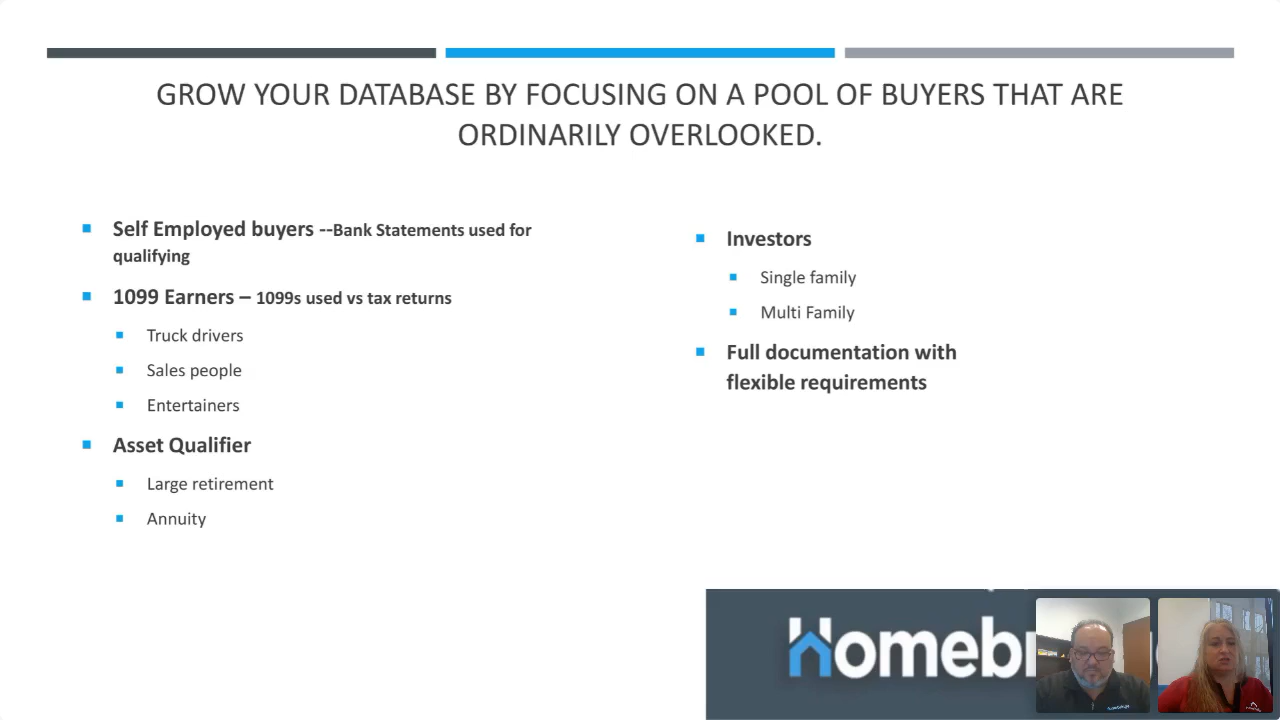 GROW YOUR DATABASE BY FOCUSING ON A POOL OF BUYERS THAT ARE
ORDINARILY OVERLOOKED.
Self Employed buyers --Bank Statements used for
qualifying
1099 Earners – 1099s used vs tax returns
Truck drivers
Sales people
Entertainers
Asset Qualifier
Large retirement
Annuity
Investors
Single family
Multi Family
Full documentation with
flexible requirements